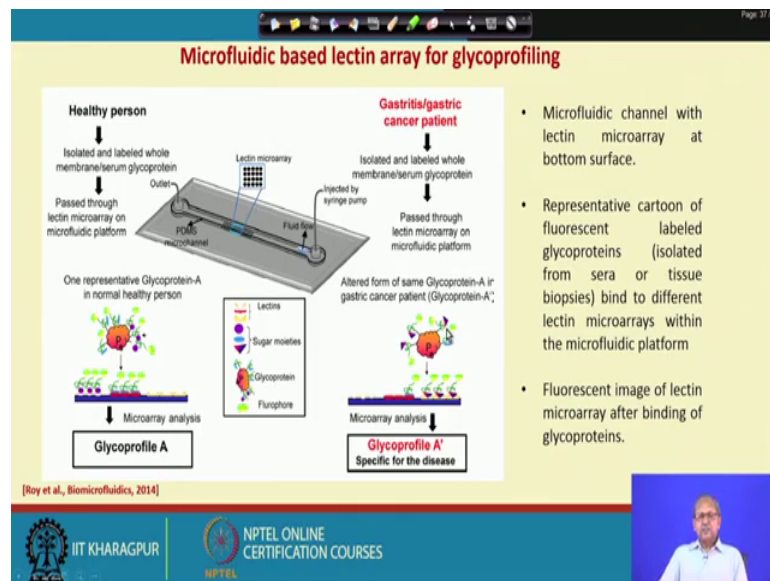 Page: 37
Microfluidic based lectin array for glycoprofiling
Healthy person
Isolated and labeled whole
membrane/serum glycoprotein
Passed through
lectin microarray on
microfluidic platform
One representative Glycoprotein-A
in normal healthy person
P
Microarray analysis
Glycoprofile A
Lectin microarray
Outlet
Injected by
syringe pump
PDMS
microchannel
Fluid flow
Lectins
Sugar moieties
Glycoprotein
Flurophore
Gastritis/gastric
cancer patient
Isolated and labeled whole
membrane/serum glycoprotein
Passed through
lectin microarray on
microfluidic platform
Altered form of same Glycoprotein-A in
gastric cancer patient (Glycoprotein-A')
P
Microarray analysis
Glycoprofile A'
Specific for the disease
• Microfluidic channel with
lectin microarray at
bottom surface.
• Representative cartoon of
fluorescent labeled
glycoproteins (isolated
from sera or tissue
biopsies) bind to different
lectin microarrays within
the microfluidic platform
• Fluorescent image of lectin
microarray after binding of
glycoproteins.
[Roy et al., Biomicrofluidics, 2014]
IIT KHARAGPUR
NPTEL
NPTEL ONLINE
CERTIFICATION COURSES